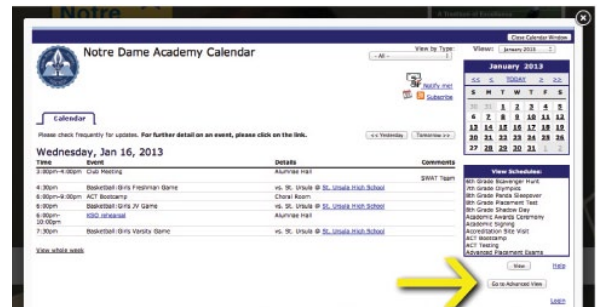 Notre
A Tradition of Excellence
Close Calendar Window
Notre Dame Academy Calendar
- All -
View by Type:
View: January 2013
Notify me!
Subscribe
January 2013
<< < TODAY > >>
S M T W T F S
30 31 1 2 3 4 5
6 7 8 9 10 11 12
13 14 15 16 17 18 19
20 21 22 23 24 25 26
27 28 29 30 31 1 2
Calendar
Please check frequently for updates. For further detail on an event, please click on the link.
<< Yesterday Tomorrow >>
Wednesday, Jan 16, 2013
Time Event Details Comments
3:00pm-4:00pm Club Meeting Alumnae Hall
SWAT Team
4:30pm Basketball: Girls Freshman Game vs. St. Ursula @ St. Ursula High School
6:00pm-9:00pm ACT Bootcamp Choral Room
6:00pm Basketball: Girls JV Game vs. St. Ursula @ St. Ursula High School
6:00pm-10:00pm KSO rehearsal Alumnae Hall
7:30pm Basketball: Girls Varsity Game vs. St. Ursula @ St. Ursula High School
View whole week
View Schedules:
8th Grade Scavenger Hunt
7th Grade Olympics
8th Grade Panda Sleepover
8th Grade Placement Test
8th Grade Shadow Day
Academic Awards Ceremony
Academic Signing
Accreditation Site Visit
ACT Bootcamp
ACT Testing
Advanced Placement Exams
View Help
Go to Advanced View
Login